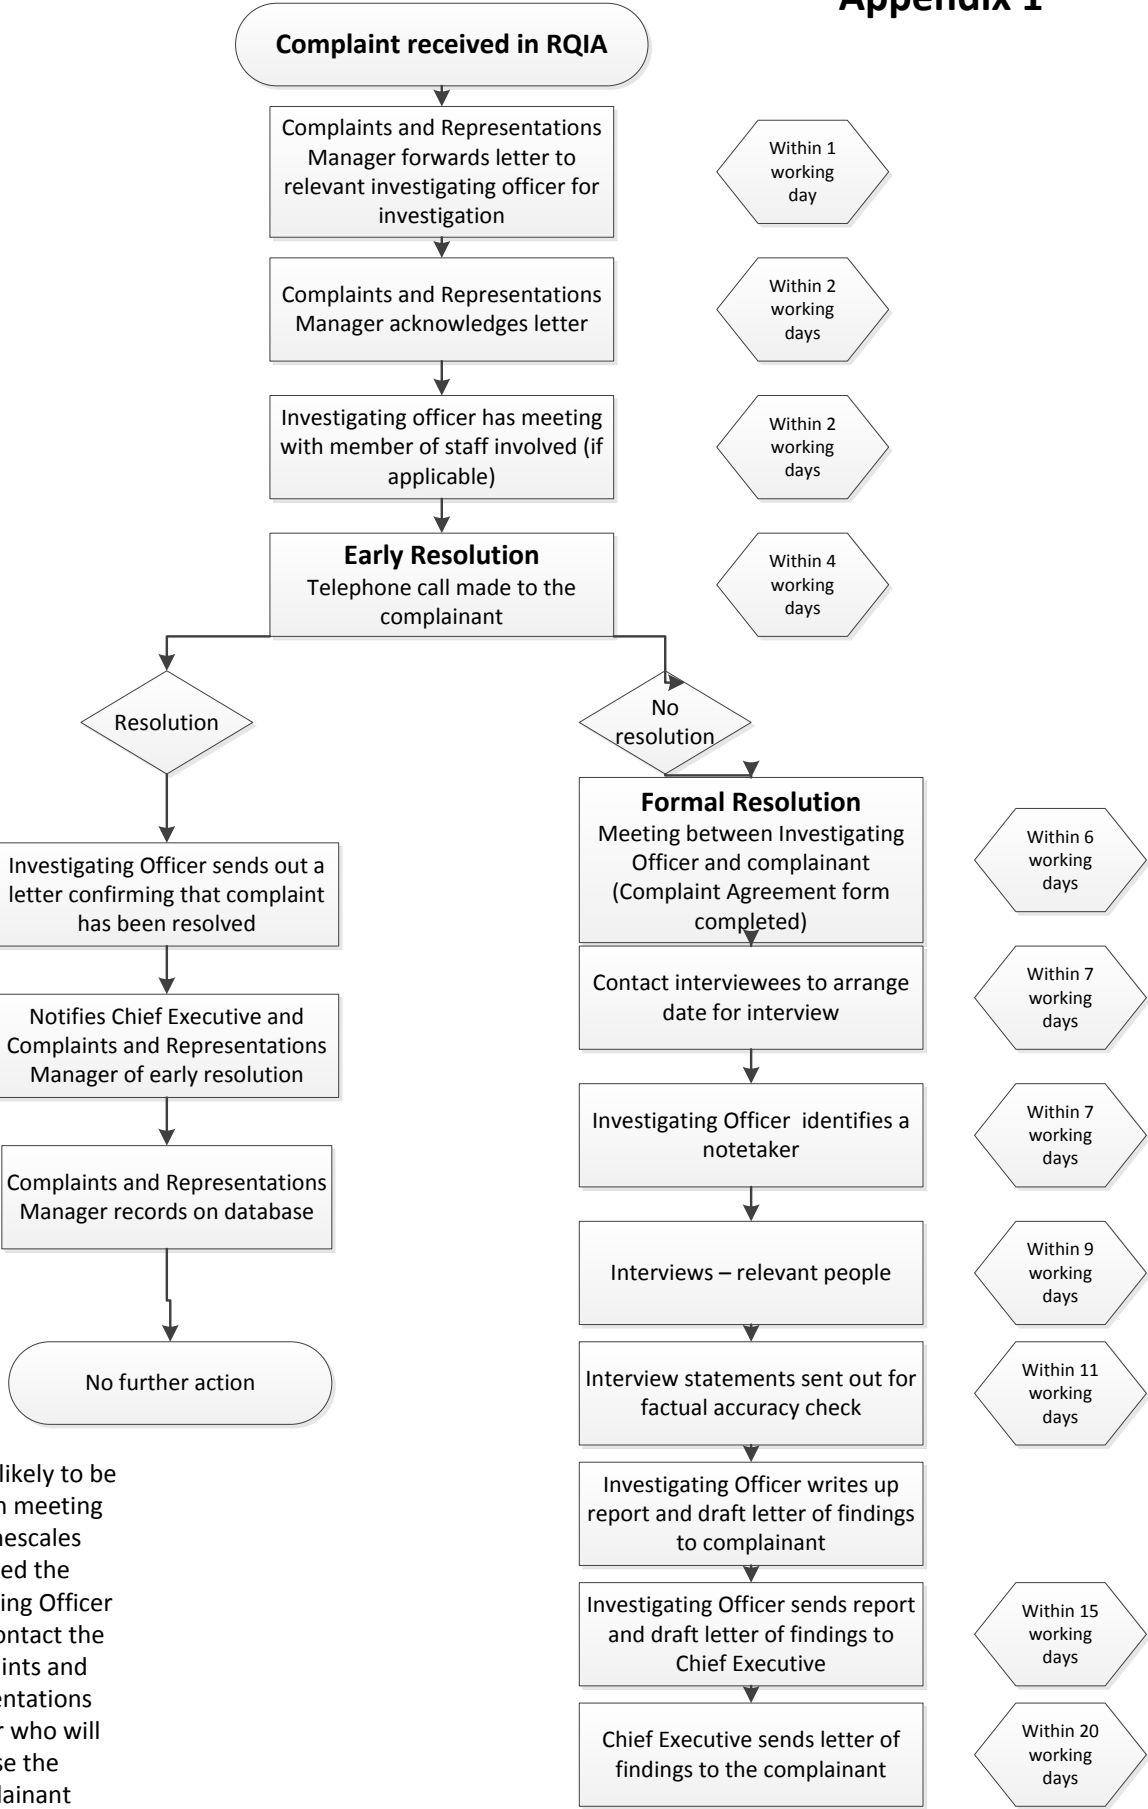 Appendix 1
Complaint received in RQIA
Complaints and Representations
Manager forwards letter to
relevant investigating officer for
investigation
Within 1
working
day
Complaints and Representations
Manager acknowledges letter
Within 2
working
days
Investigating officer has meeting
with member of staff involved (if
applicable)
Within 2
working
days
Early Resolution
Telephone call made to the
complainant
Within 4
working
days
Resolution
Investigating Officer sends out a
letter confirming that complaint
has been resolved
Notifies Chief Executive and
Complaints and Representations
Manager of early resolution
Complaints and Representations
Manager records on database
No further action
No
resolution
Formal Resolution
Meeting between Investigating
Officer and complainant
(Complaint Agreement form
completed)
Within 6
working
days
Contact interviewees to arrange
date for interview
Within 7
working
days
Investigating Officer  identifies a
notetaker
Within 7
working
days
Interviews – relevant people
Within 9
working
days
Interview statements sent out for
factual accuracy check
Within 11
working
days
Investigating Officer writes up
report and draft letter of findings
to complainant
Investigating Officer sends report
and draft letter of findings to
Chief Executive
Within 15
working
days
Chief Executive sends letter of
findings to the complainant
Within 20
working
days
likely to be
meeting
the
Officer
the
and
who will
the